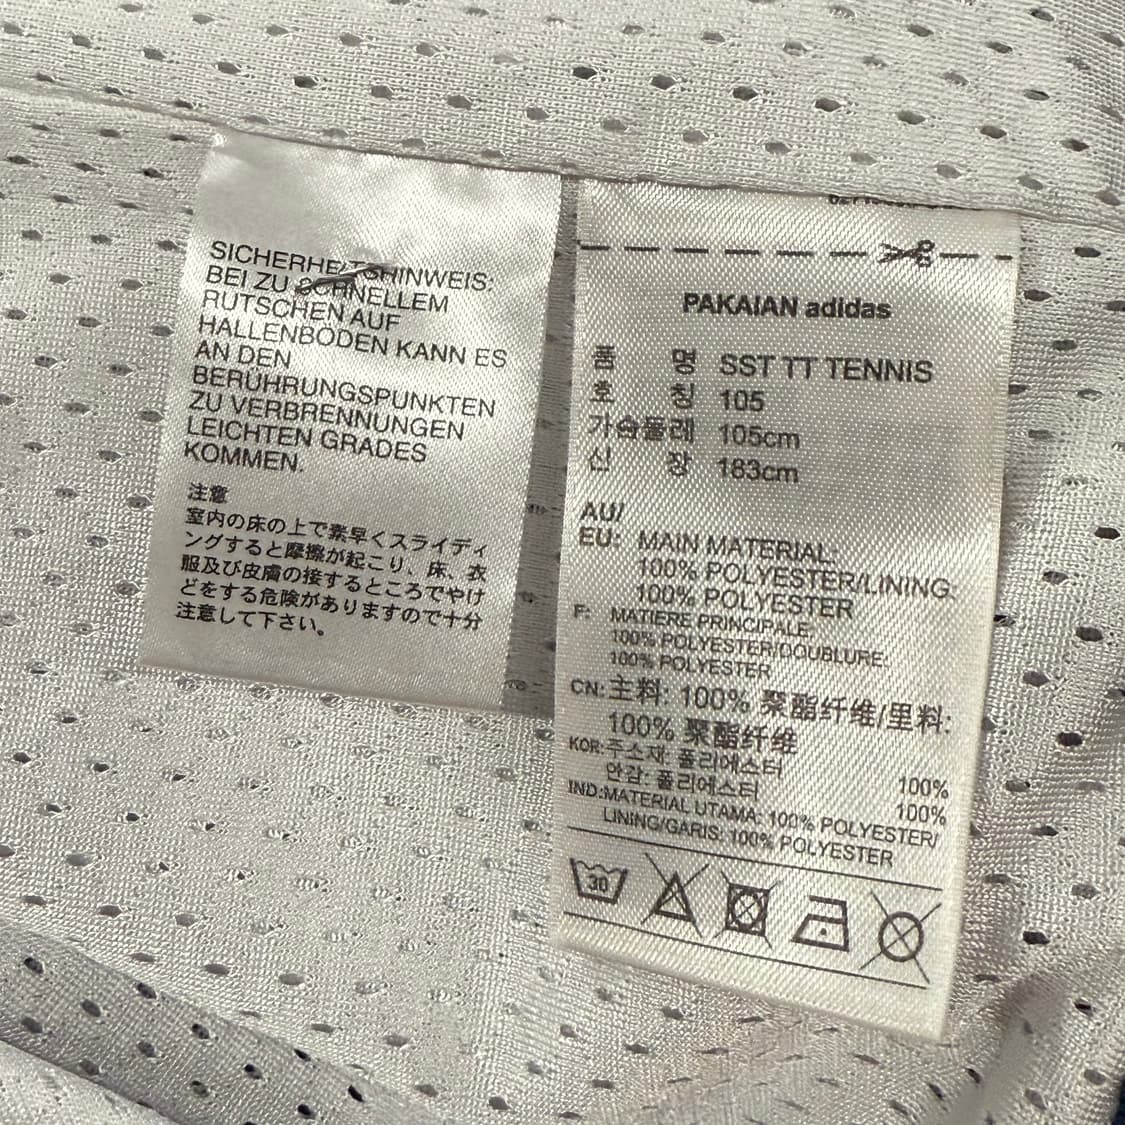 SICHERHEITSHINWEIS:
BEI ZU SCHNELLEM
RUTSCHEN AUF
HALLENBODEN KANN ES
AN DEN
BERÜHRUNGSPUNKTEN
ZU VERBRENNUNGEN
LEICHTEN GRADES
KOMMEN.
注意
室内の床の上で素早くスライディ
ングすると摩擦が起こり、床、衣
服及び皮膚の接するところでやけ
どをする危険がありますので十分
注意して下さい。
PAKAIAN adidas
품 명 SST TT TENNIS
호 칭 105
가슴둘레 105cm
신 장 183cm
AU/
EU: MAIN MATERIAL:
100% POLYESTER/LINING:
100% POLYESTER
F: MATIERE PRINCIPALE:
100% POLYESTER/DOUBLURE:
100% POLYESTER
CN: 主料: 100% 聚酯纤维/里料:
100% 聚酯纤维
KOR: 주소재: 폴리에스터 100%
안감: 폴리에스터 100%
IND: MATERIAL UTAMA: 100% POLYESTER/
LINING/GARIS: 100% POLYESTER
30